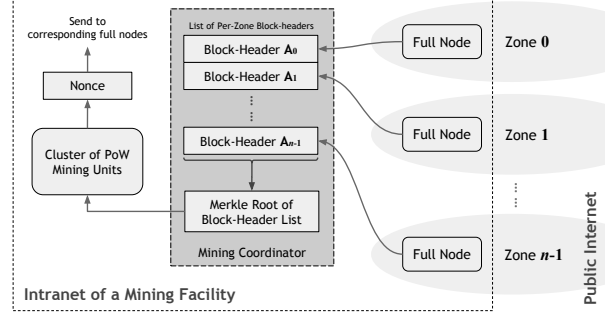 Send to
corresponding full nodes
Nonce
Cluster of PoW
Mining Units
List of Per-Zone Block-headers
Block-Header A0
Block-Header A1
Block-Header An-1
Merkle Root of
Block-Header List
Mining Coordinator
Full Node
Zone 0
Full Node
Zone 1
Full Node
Zone n-1
Intranet of a Mining Facility
Public Internet